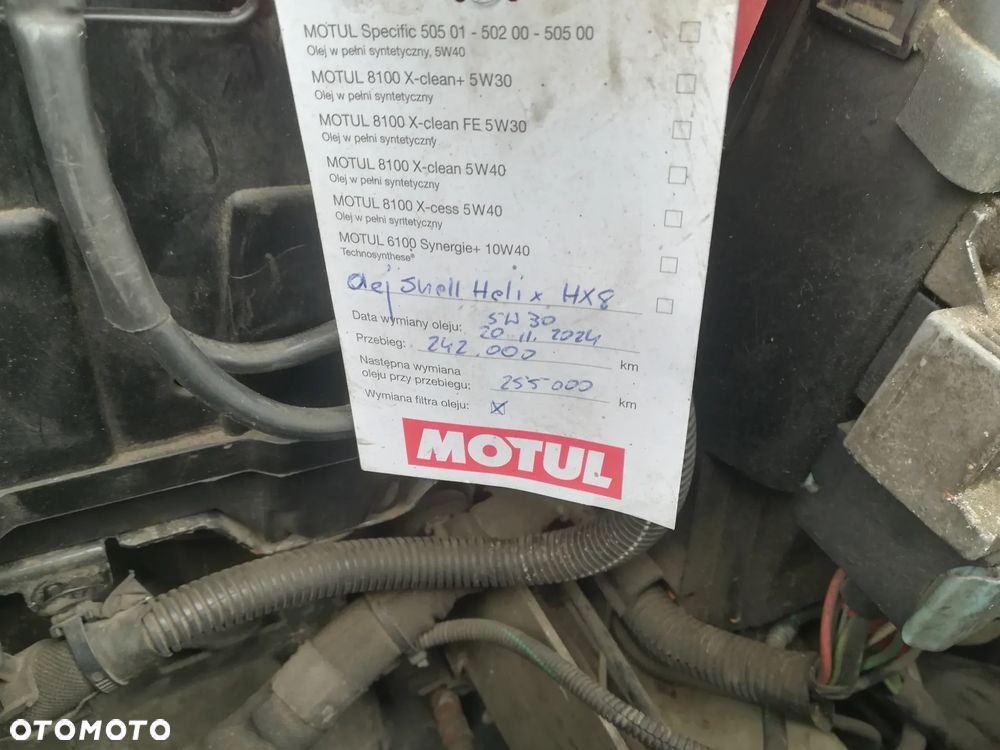 MOTUL Specific 505 01 - 502 00 - 505 00
Olej w pełni syntetyczny, 5W40
MOTUL 8100 X-clean+ 5W30
Olej w pełni syntetyczny
MOTUL 8100 X-clean FE 5W30
Olej w pełni syntetyczny
MOTUL 8100 X-clean 5W40
Olej w pełni syntetyczny
MOTUL 8100 X-cess 5W40
Olej w pełni syntetyczny
MOTUL 6100 Synergie+ 10W40
Technosynthese®
Olej Shell Helix HX8
5W30
Data wymiany oleju: 20.11.2024
Przebieg: 242.000 km
Następna wymiana
oleju przy przebiegu: 255000 km
Wymiana filtra oleju:
MOTUL
OTOMOTO